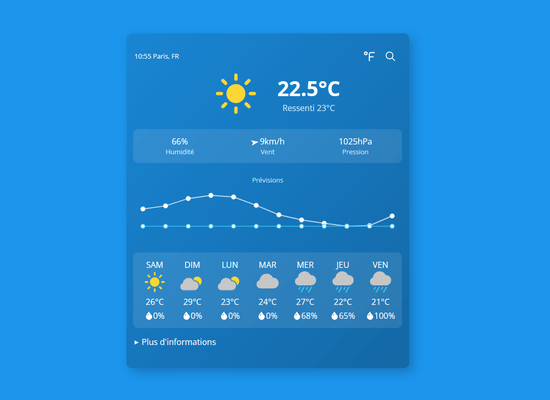 10:55 Paris, FR °F
22.5°C
Ressenti 23°C
66% 9km/h 1025hPa
Humidité Vent Pression
Prévisions
SAM DIM LUN MAR MER JEU VEN
26°C 29°C 23°C 24°C 27°C 22°C 21°C
0% 0% 0% 0% 68% 65% 100%
▸ Plus d'informations